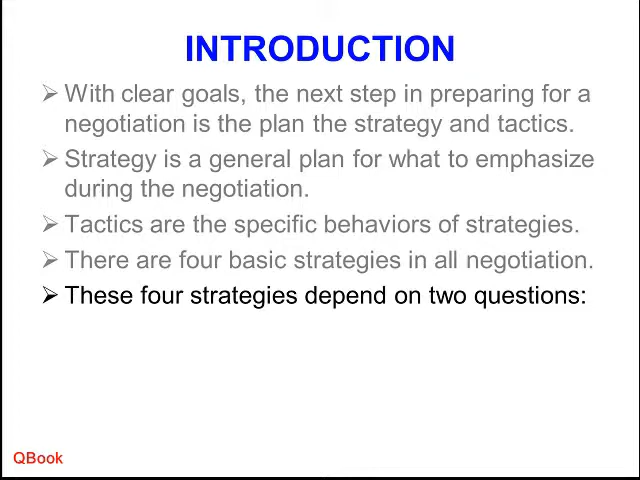 INTRODUCTION
➢ With clear goals, the next step in preparing for a
negotiation is the plan the strategy and tactics.
➢ Strategy is a general plan for what to emphasize
during the negotiation.
➢ Tactics are the specific behaviors of strategies.
➢ There are four basic strategies in all negotiation.
➢ These four strategies depend on two questions:
QBook